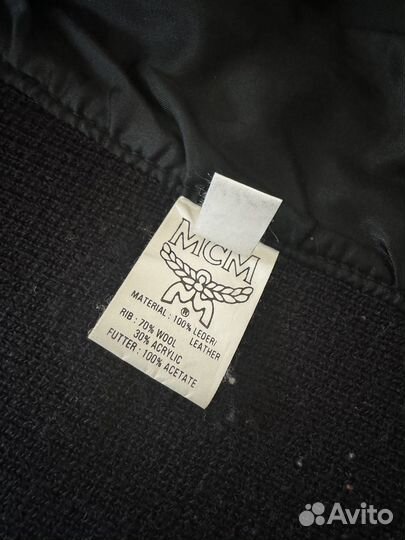 MCM
M
®
MATERIAL: 100% LEDER/
LEATHER
RIB: 70% WOOL
30% ACRYLIC
FUTTER: 100% ACETATE
Avito